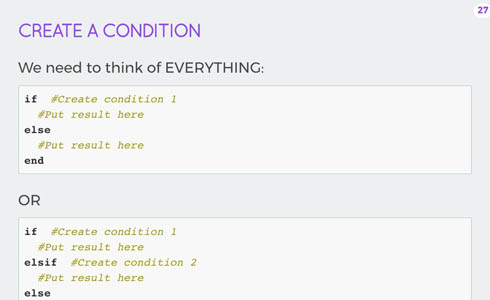 27
CREATE A CONDITION
We need to think of EVERYTHING:
if  #Create condition 1
  #Put result here
else
  #Put result here
end
OR
if  #Create condition 1
  #Put result here
elsif  #Create condition 2
  #Put result here
else